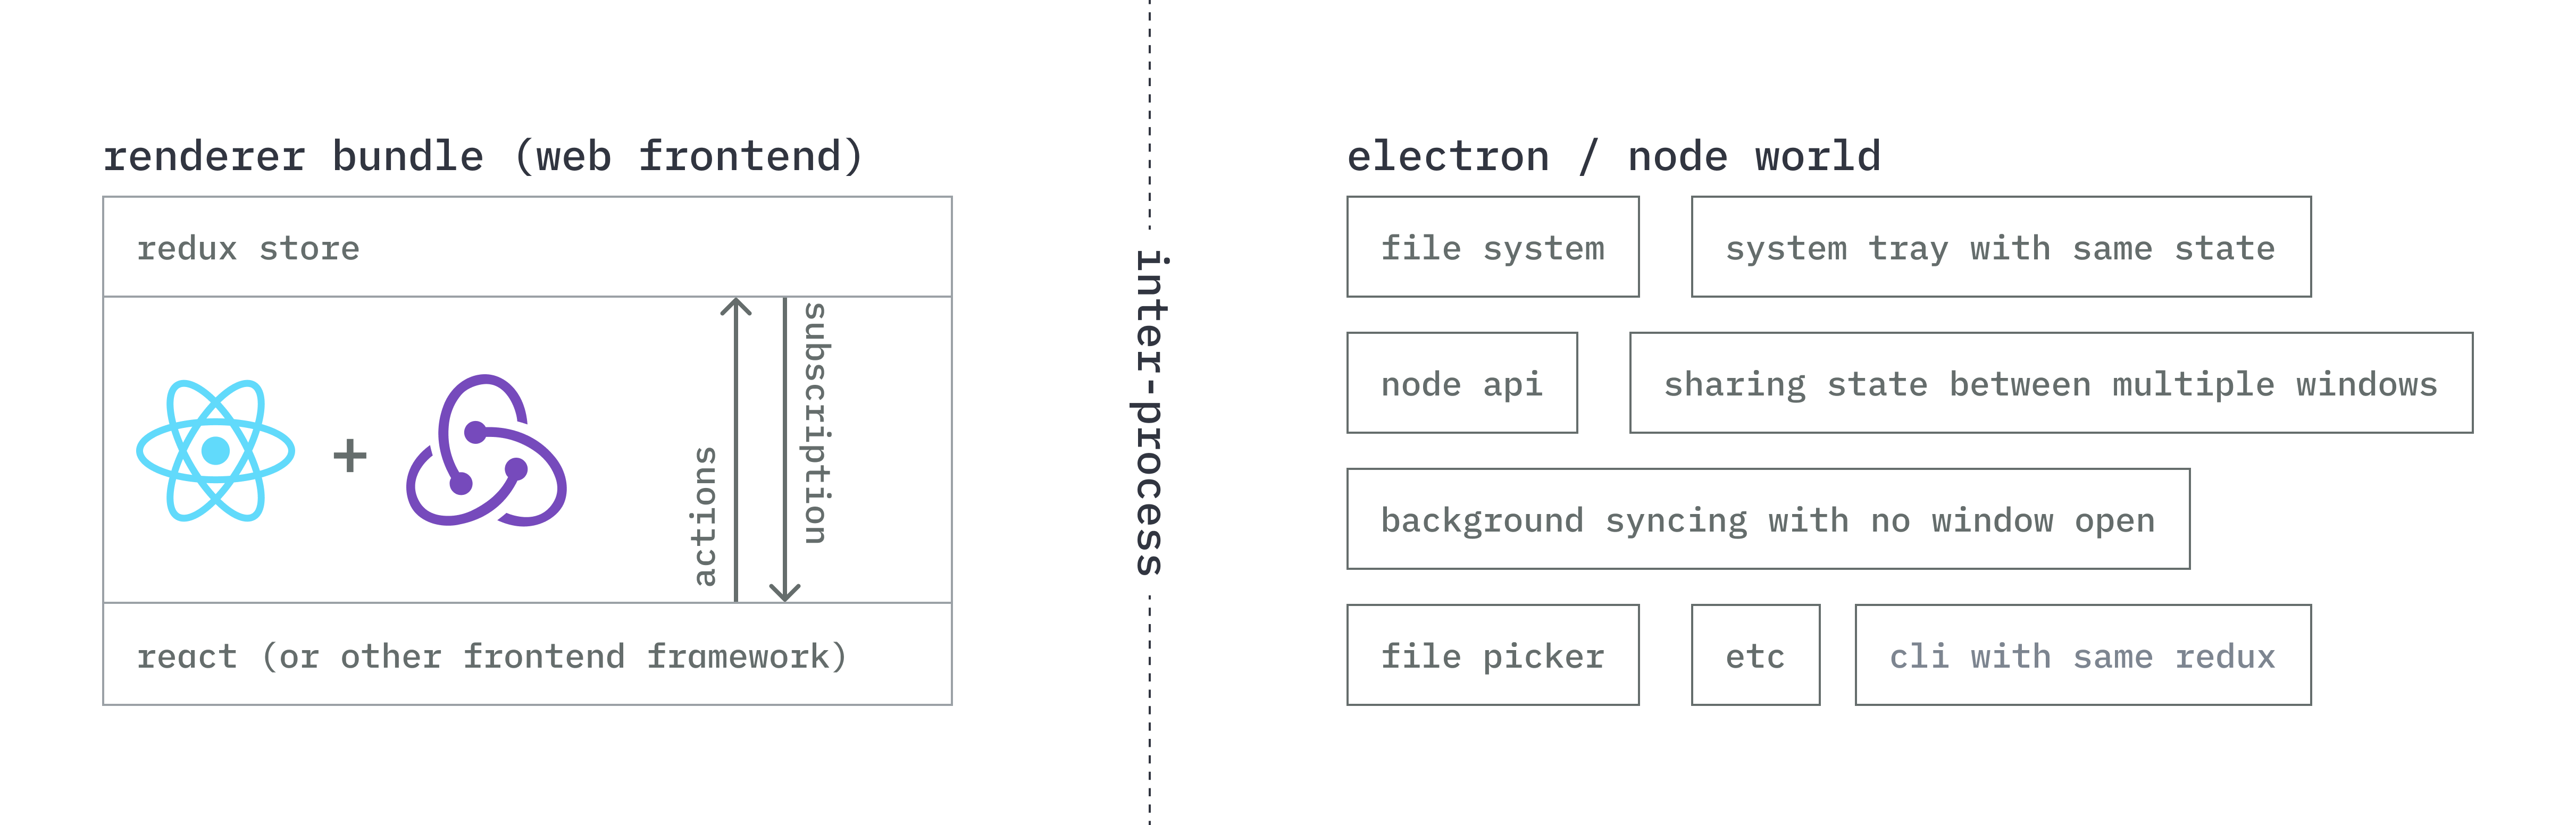 renderer bundle (web frontend)
redux store
+
actions
subscription
react (or other frontend framework)
inter-process
electron / node world
file system
system tray with same state
node api
sharing state between multiple windows
background syncing with no window open
file picker
etc
cli with same redux